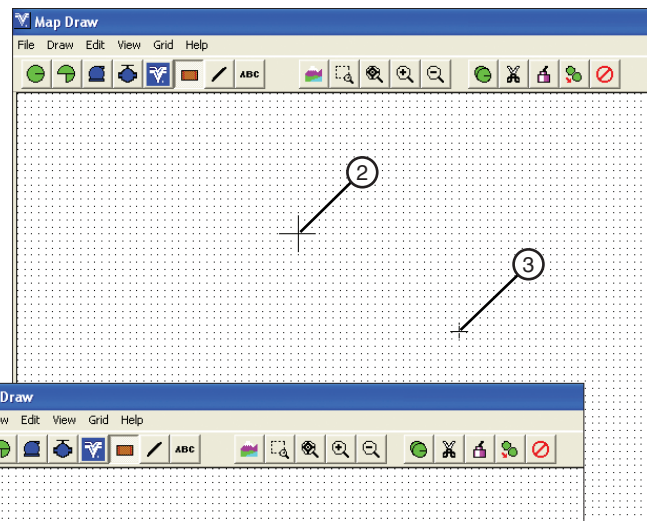 Map Draw
File Draw Edit View Grid Help
ABC
2
3
Draw
w Edit View Grid Help
ABC